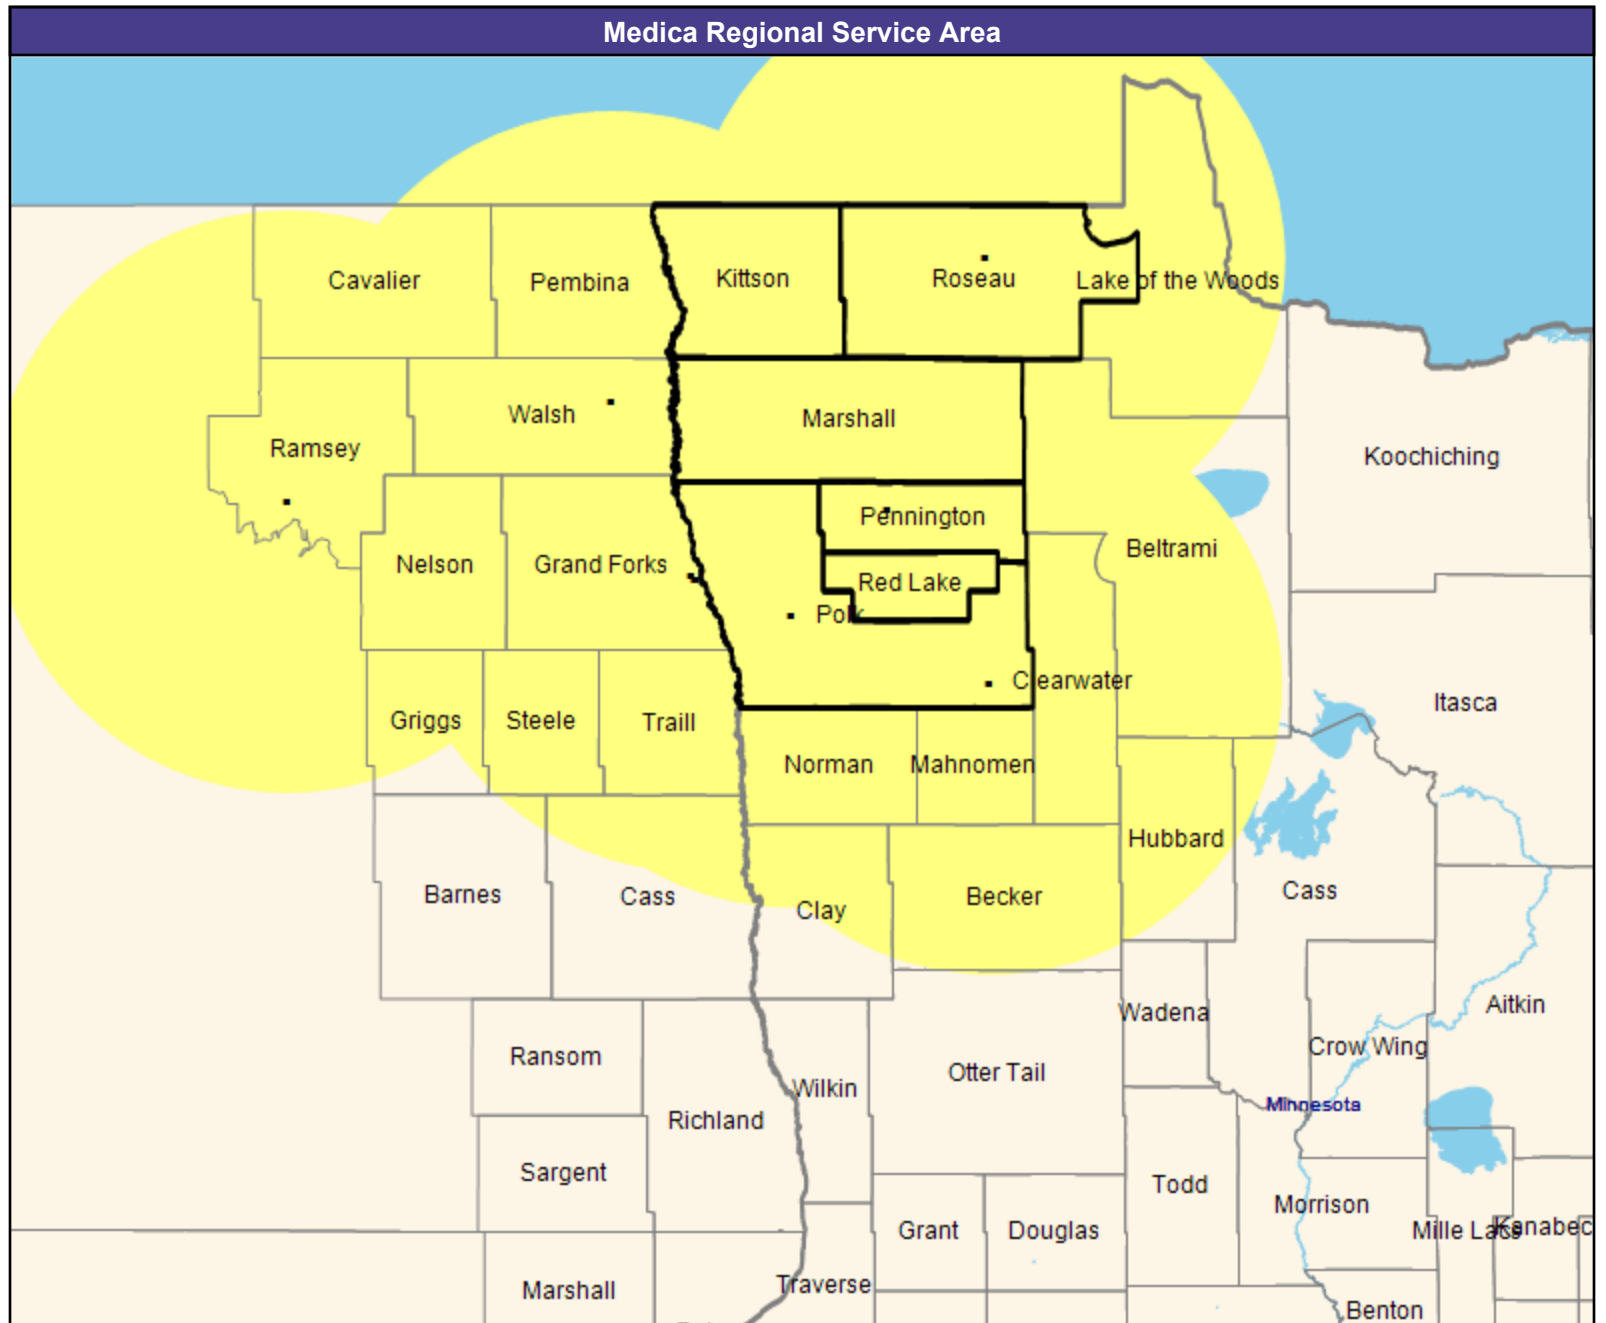 Medica Regional Service Area
Cavalier
Pembina
Kittson
Roseau
Lake of the Woods
Walsh
Marshall
Ramsey
Koochiching
Pennington
Nelson
Grand Forks
Beltrami
Red Lake
Polk
Clearwater
Griggs
Steele
Traill
Itasca
Norman
Mahnomen
Hubbard
Barnes
Cass
Clay
Becker
Cass
Wadena
Aitkin
Ransom
Otter Tail
Crow Wing
Wilkin
Richland
Minnesota
Sargent
Todd
Morrison
Grant
Douglas
Mille Lacs
Kanabec
Marshall
Traverse
Benton